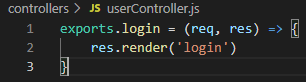 controllers > JS userController.js
1 exports.login = (req, res) => {
2     res.render('login')
3 }